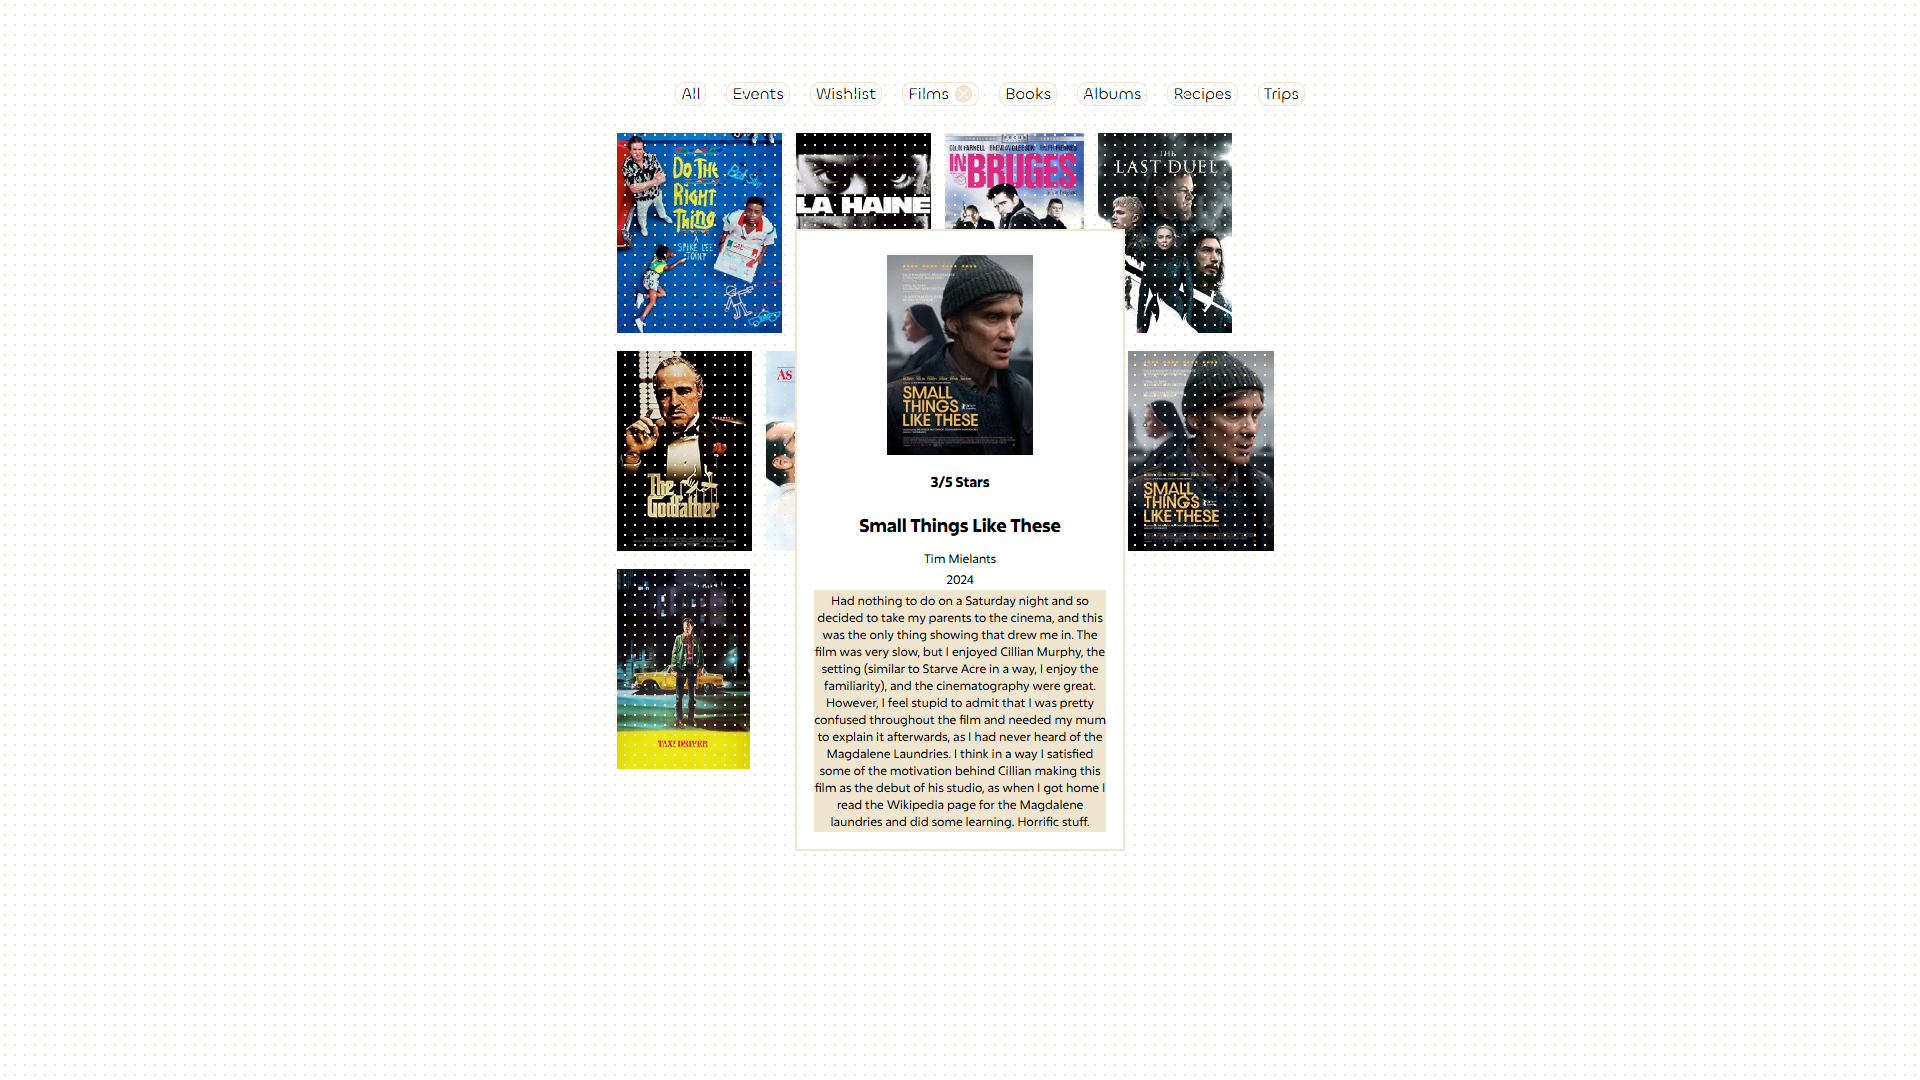 All
Events
Wishlist
Films
Books
Albums
Recipes
Trips
DO THE
RIGHT
THING
A
SPIKE LEE
JOINT
LA HAINE
COLIN FARRELL BRENDAN GLEESON RALPH FIENNES
IN
BRUGES
THE
LAST DUEL
The
Godfather
AS
SMALL
THINGS
LIKE THESE
3/5 Stars
Small Things Like These
Tim Mielants
2024
Had nothing to do on a Saturday night and so
decided to take my parents to the cinema, and this
was the only thing showing that drew me in. The
film was very slow, but I enjoyed Cillian Murphy, the
setting (similar to Starve Acre in a way, I enjoy the
familiarity), and the cinematography were great.
However, I feel stupid to admit that I was pretty
confused throughout the film and needed my mum
to explain it afterwards, as I had never heard of the
Magdalene Laundries. I think in a way I satisfied
some of the motivation behind Cillian making this
film as the debut of his studio, as when I got home I
read the Wikipedia page for the Magdalene
laundries and did some learning. Horrific stuff.
SMALL
THINGS
LIKE THESE
TAXI DRIVER